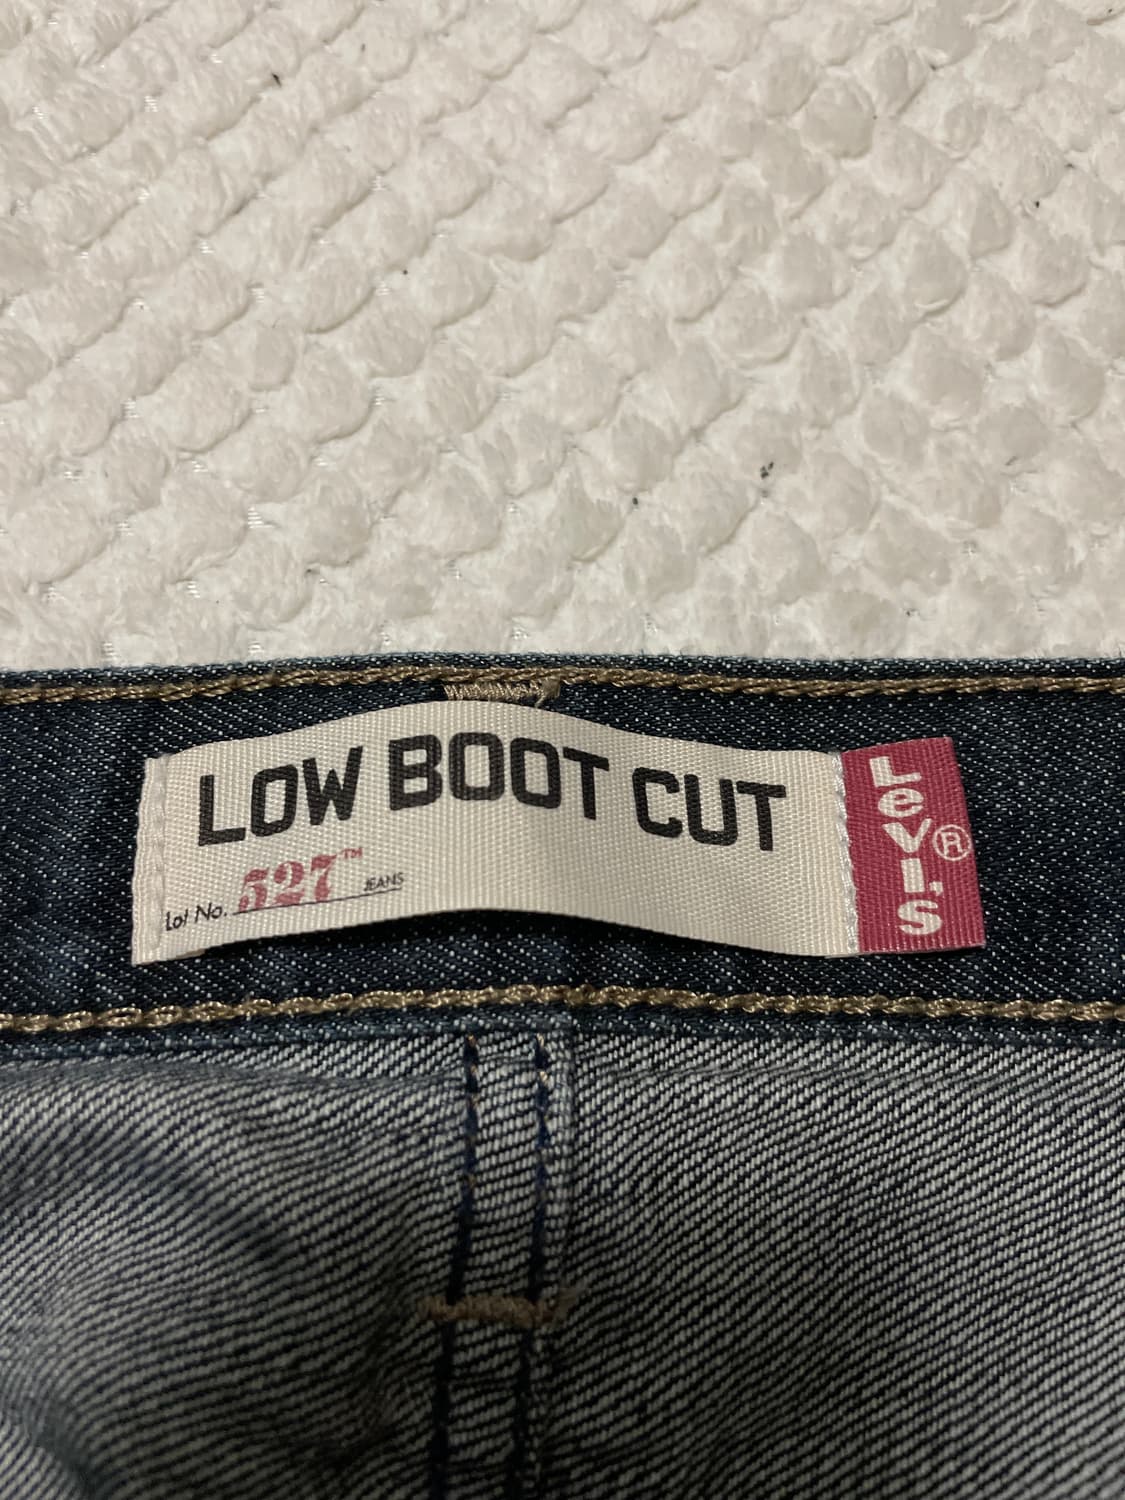 LOW BOOT CUT
Lot No. 527™ JEANS
LeVI'S®